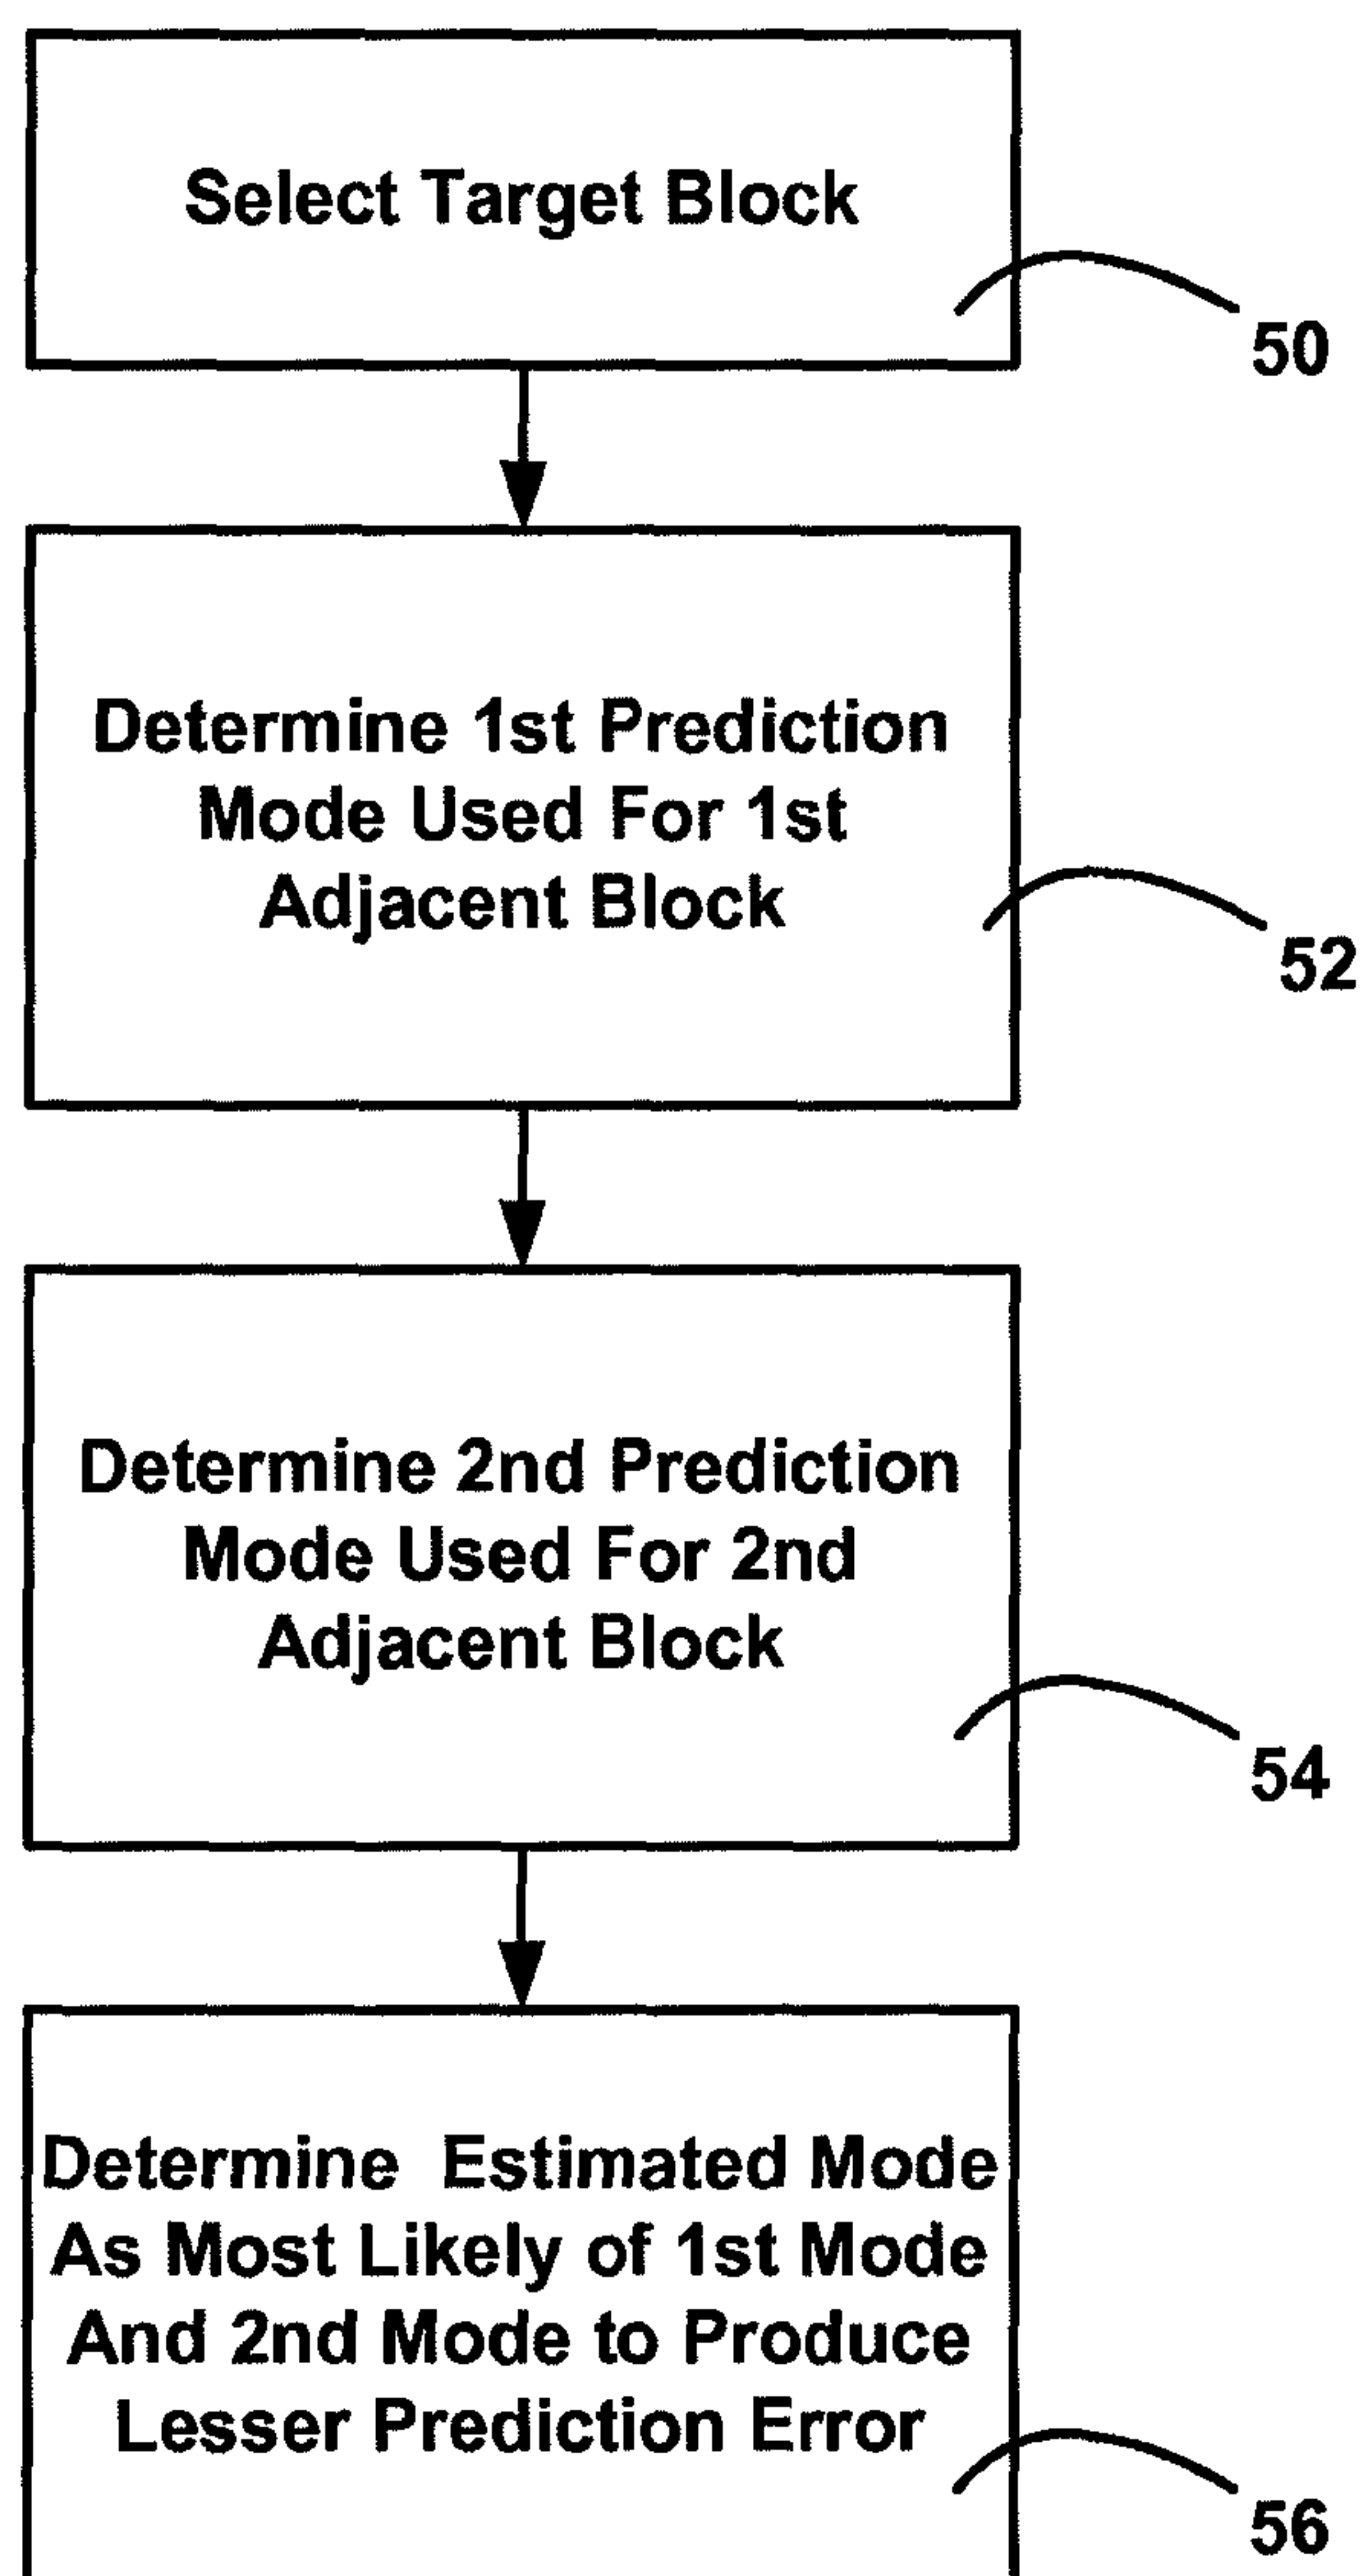 Select Target Block
50
Determine 1st Prediction
Mode Used For 1st
Adjacent Block
52
Determine 2nd Prediction
Mode Used For 2nd
Adjacent Block
54
Determine Estimated Mode
As Most Likely of 1st Mode
And 2nd Mode to Produce
Lesser Prediction Error
56